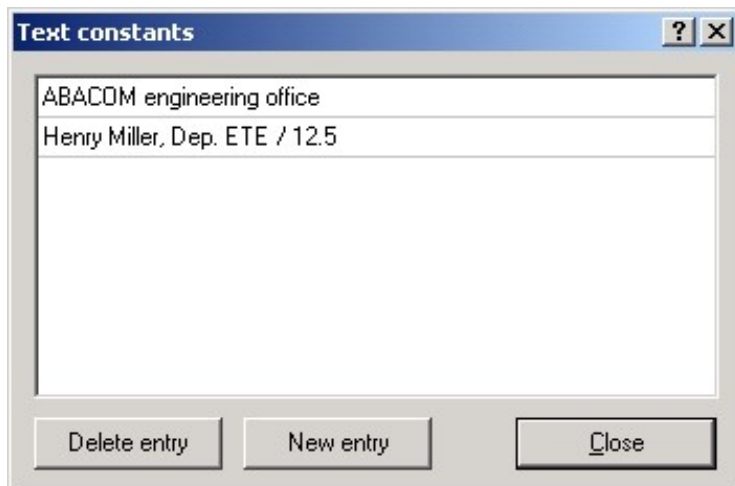 Text constants
ABACOM engineering office
Henry Miller, Dep. ETE / 12.5
Delete entry
New entry
Close